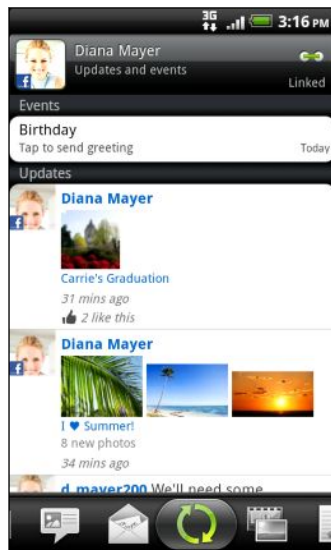 3G
3:16 PM
Diana Mayer
Updates and events
Linked
f
Events
Birthday
Tap to send greeting
Today
Updates
Diana Mayer
f
Carrie's Graduation
31 mins ago
2 like this
Diana Mayer
f
I ♥ Summer!
8 new photos
34 mins ago
d_mayer200 We'll need some